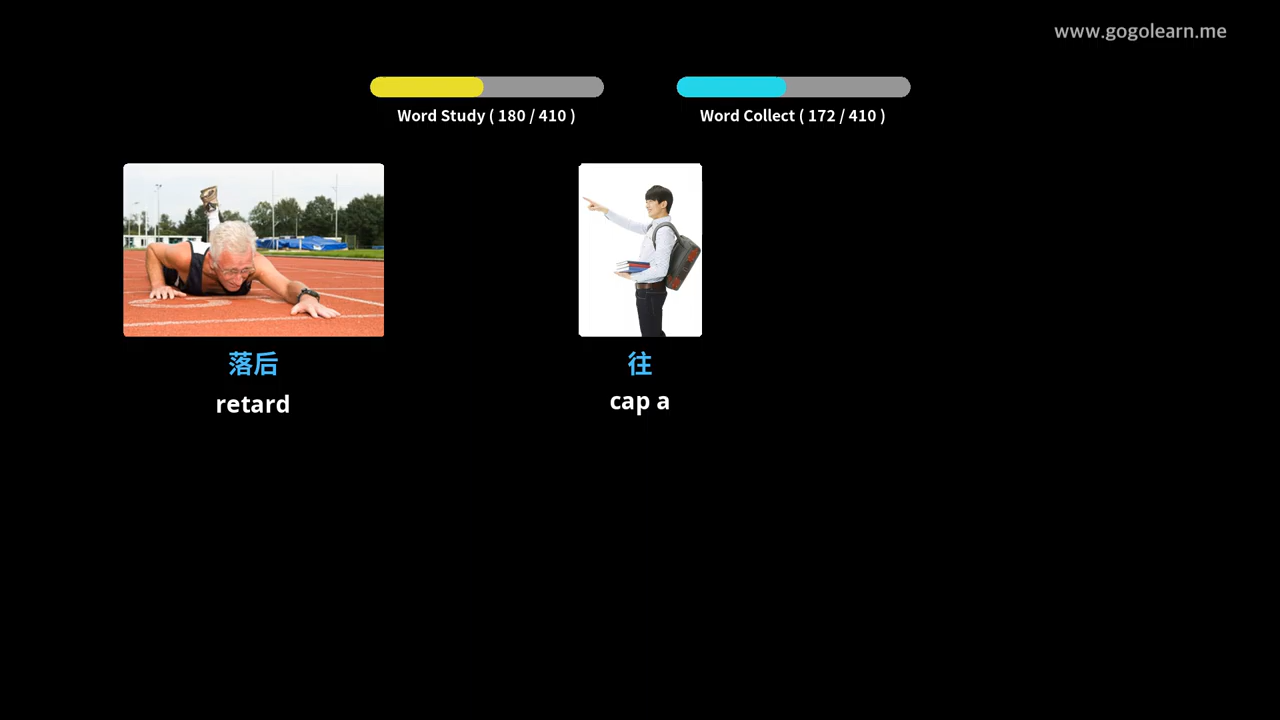 www.gogolearn.me
Word Study ( 180 / 410 )
Word Collect ( 172 / 410 )
落后
retard
往
cap a